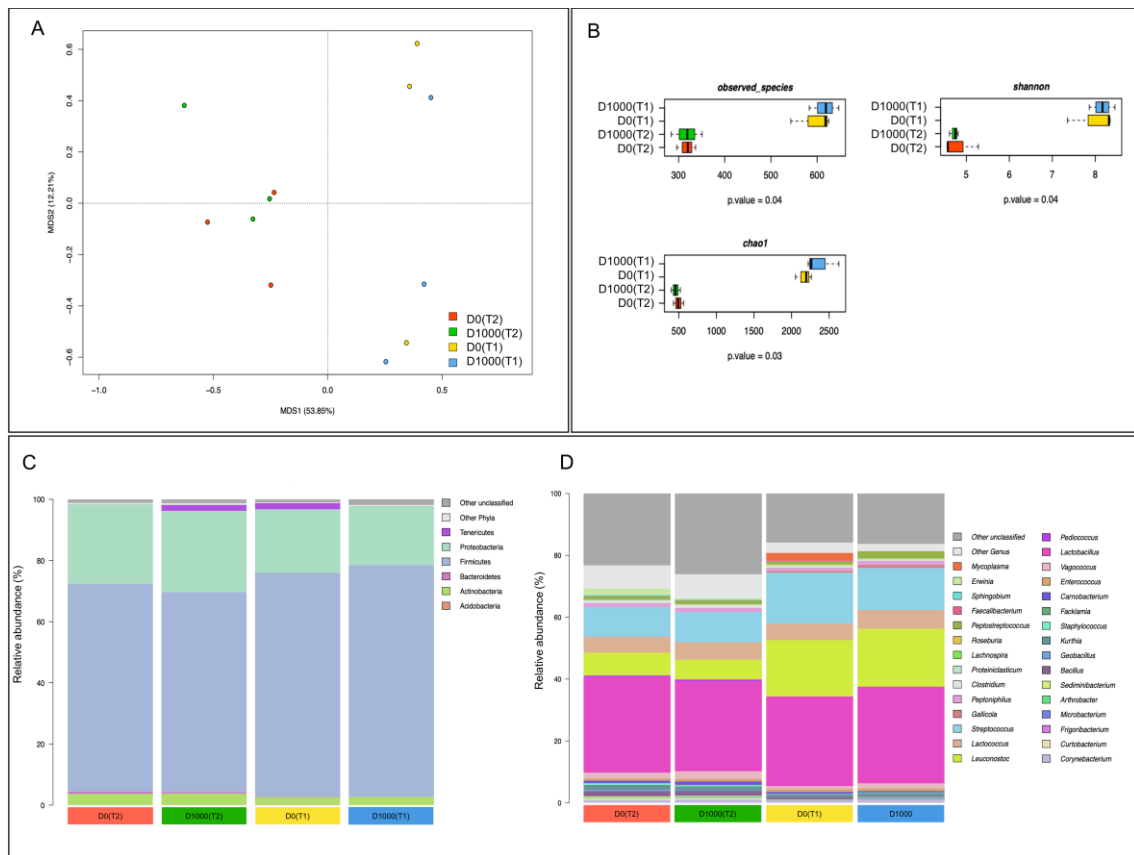 A
MDS2 (12.21%)
0.6
0.4
0.2
0.0
−0.2
−0.4
−0.6
−1.0 −0.5 0.0 0.5
MDS1 (53.85%)
D0(T2)
D1000(T2)
D0(T1)
D1000(T1)
B
observed_species
D1000(T1)
D0(T1)
D1000(T2)
D0(T2)
300 400 500 600
p.value = 0.04
shannon
D1000(T1)
D0(T1)
D1000(T2)
D0(T2)
5 6 7 8
p.value = 0.04
chao1
D1000(T1)
D0(T1)
D1000(T2)
D0(T2)
500 1000 1500 2000 2500
p.value = 0.03
C
Relative abundance (%)
100
80
60
40
20
0
D0(T2) D1000(T2) D0(T1) D1000(T1)
Other unclassified
Other Phyla
Tenericutes
Proteobacteria
Firmicutes
Bacteroidetes
Actinobacteria
Acidobacteria
D
Relative abundance (%)
100
80
60
40
20
0
D0(T2) D1000(T2) D0(T1) D1000
Other unclassified
Other Genus
Mycoplasma
Erwinia
Sphingobium
Faecalibacterium
Peptostreptococcus
Roseburia
Lachnospira
Proteiniclasticum
Clostridium
Peptoniphilus
Gallicola
Streptococcus
Lactococcus
Leuconostoc
Pediococcus
Lactobacillus
Vagococcus
Enterococcus
Carnobacterium
Facklamia
Staphylococcus
Kurthia
Geobacillus
Bacillus
Sediminibacterium
Arthrobacter
Microbacterium
Frigoribacterium
Curtobacterium
Corynebacterium